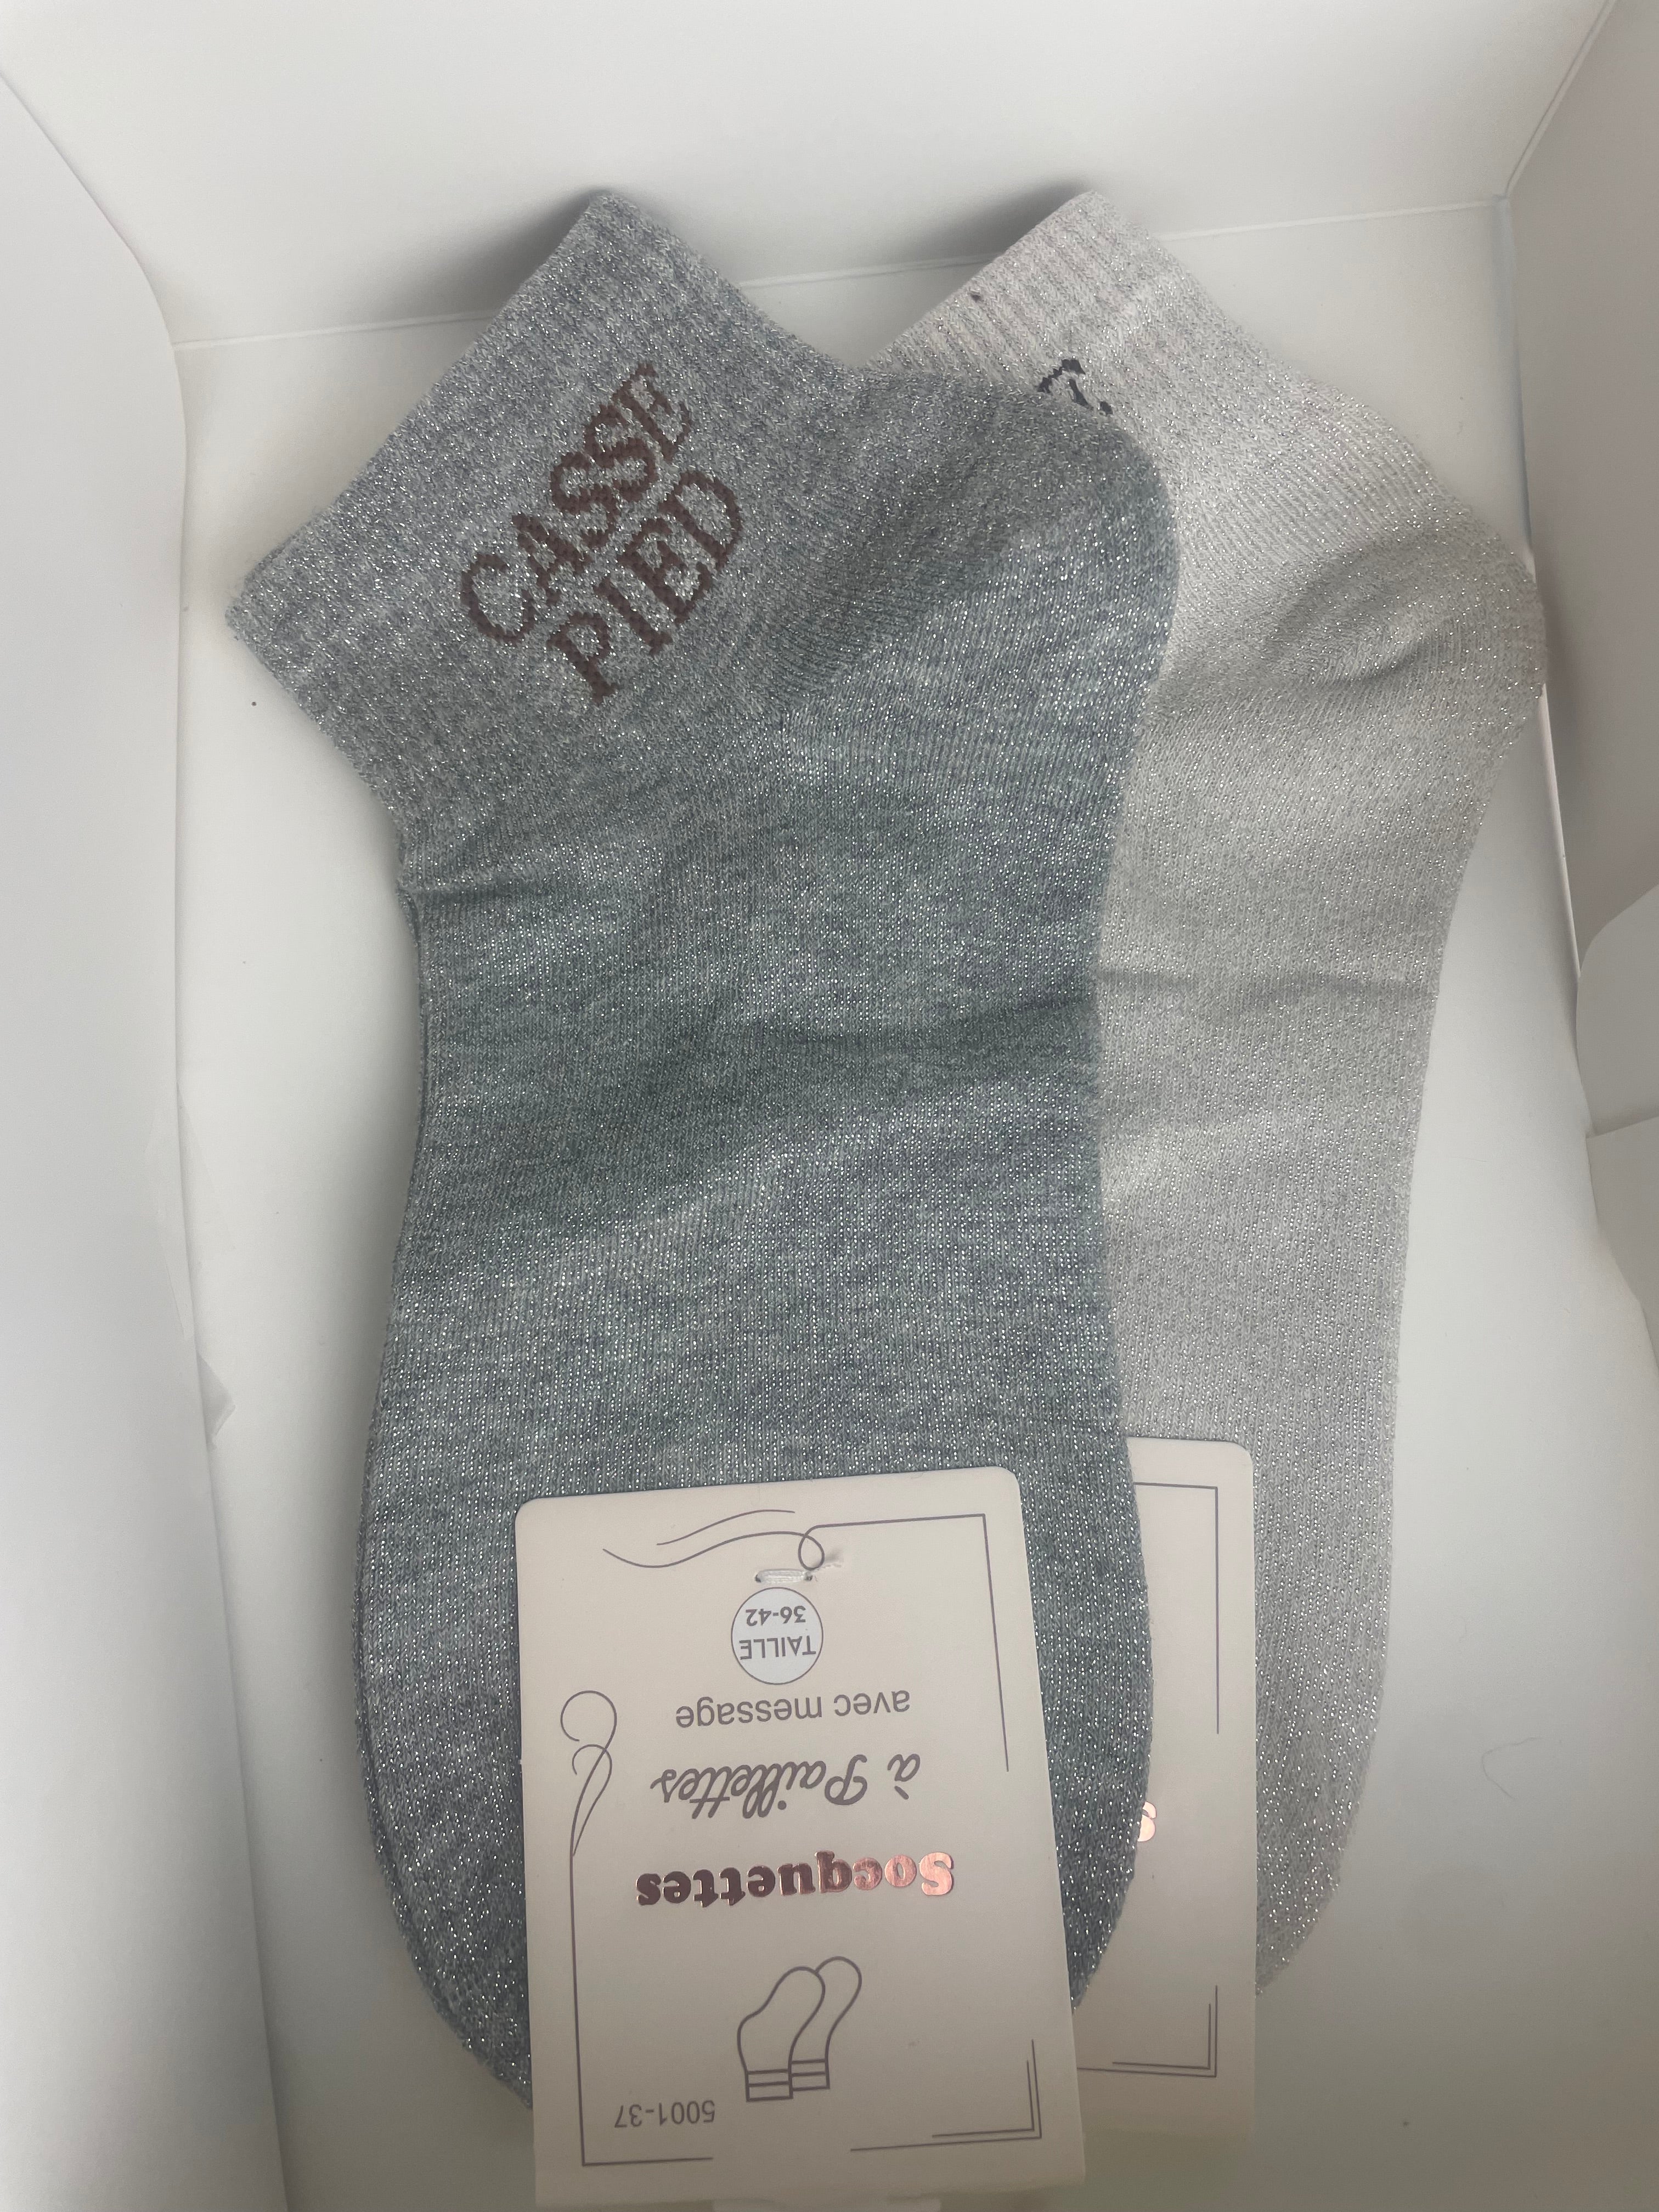 CASSE
PIED
5001-37
Socquettes
à Paillettes
avec message
TAILLE
36-42
s